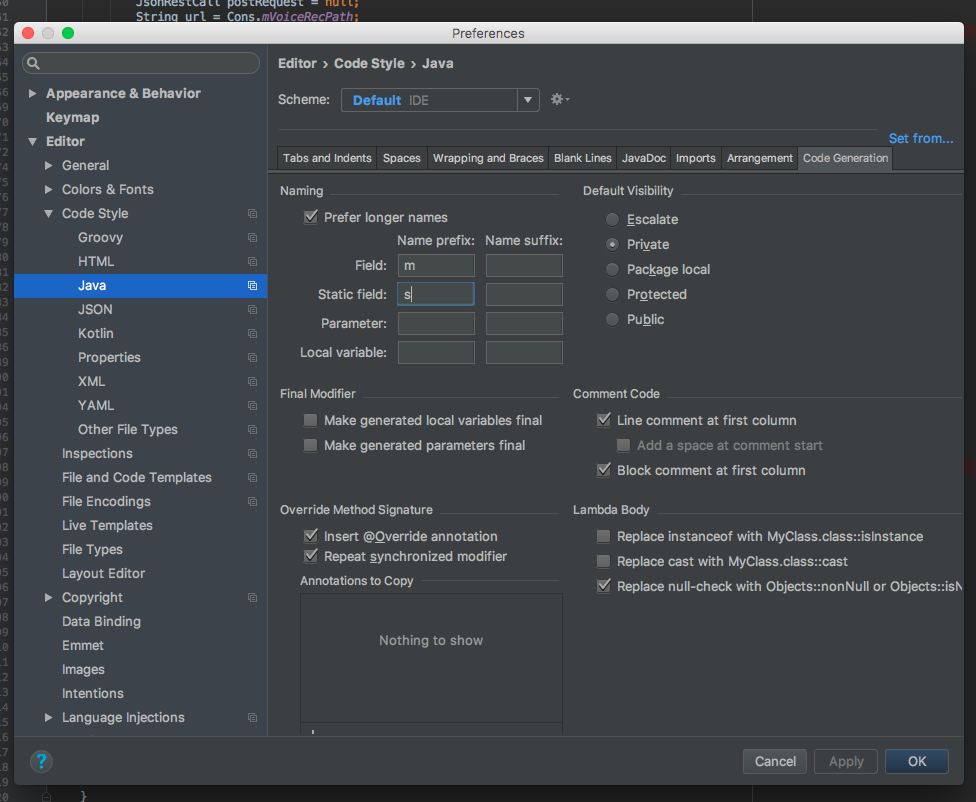 JsonRestCall postRequest = null;
String url = Cons.mVoiceRecPath;
Preferences
Appearance & Behavior
Keymap
Editor
General
Colors & Fonts
Code Style
Groovy
HTML
Java
JSON
Kotlin
Properties
XML
YAML
Other File Types
Inspections
File and Code Templates
File Encodings
Live Templates
File Types
Layout Editor
Copyright
Data Binding
Emmet
Images
Intentions
Language Injections
Editor › Code Style › Java
Scheme: Default IDE
Set from...
Tabs and Indents Spaces Wrapping and Braces Blank Lines JavaDoc Imports Arrangement Code Generation
Naming
Prefer longer names
Name prefix: Name suffix:
Field: m
Static field: s
Parameter:
Local variable:
Default Visibility
Escalate
Private
Package local
Protected
Public
Final Modifier
Make generated local variables final
Make generated parameters final
Comment Code
Line comment at first column
Add a space at comment start
Block comment at first column
Override Method Signature
Insert @Override annotation
Repeat synchronized modifier
Annotations to Copy
Nothing to show
Lambda Body
Replace instanceof with MyClass.class::isInstance
Replace cast with MyClass.class::cast
Replace null-check with Objects::nonNull or Objects::isN
?
Cancel Apply OK
}